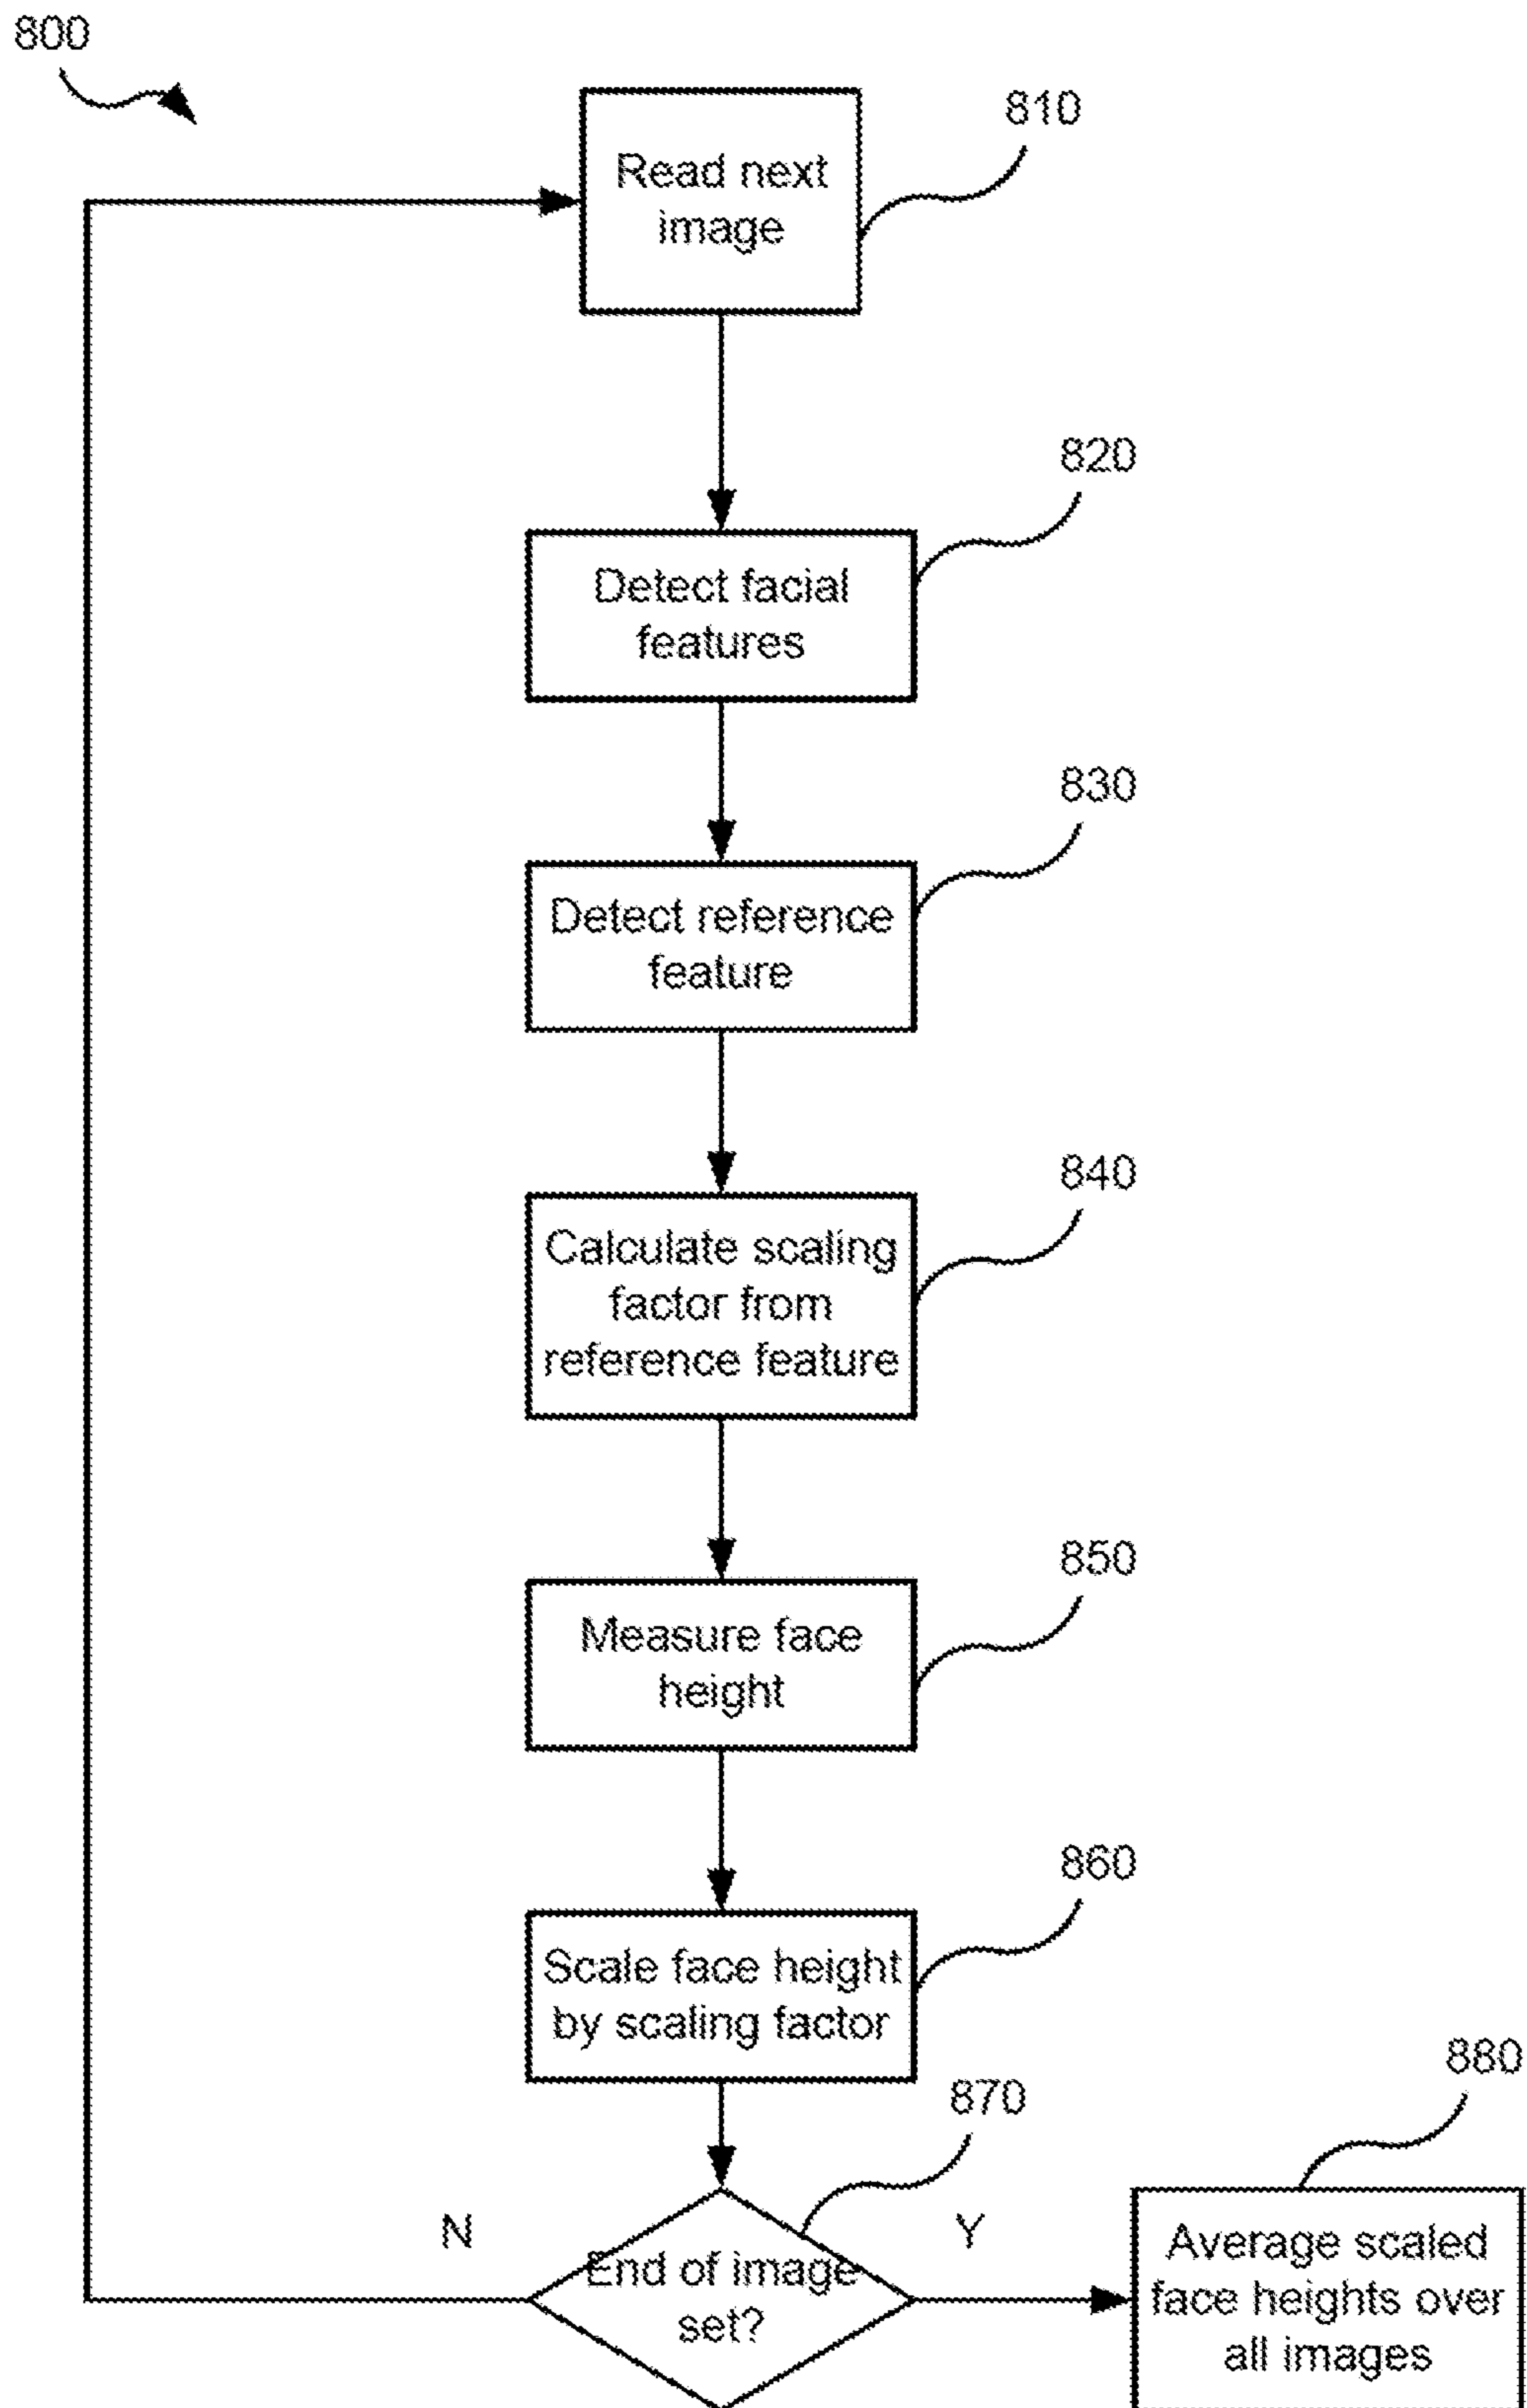 800
810
Read next
image
820
Detect facial
features
830
Detect reference
feature
840
Calculate scaling
factor from
reference feature
850
Measure face
height
860
Scale face height
by scaling factor
870
880
N
Y
End of image
set?
Average scaled
face heights over
all images